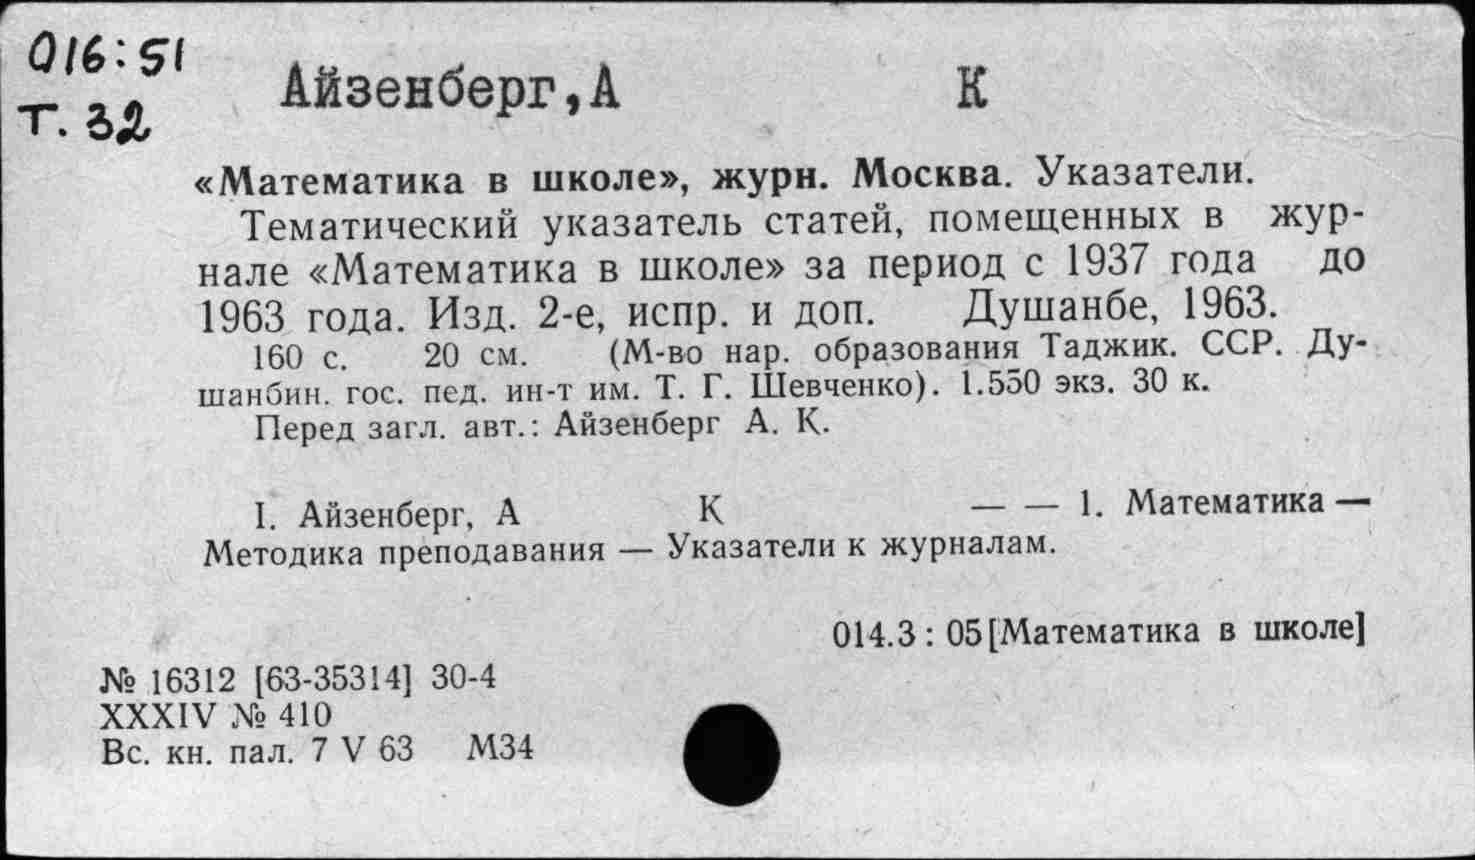 016:51
Т. 32
Айзенберг,А К
«Математика в школе», журн. Москва. Указатели.
Тематический указатель статей, помещенных в жур-
нале «Математика в школе» за период с 1937 года до
1963 года. Изд. 2-е, испр. и доп. Душанбе, 1963.
160 с. 20 см. (М-во нар. образования Таджик. ССР. Ду-
шанбин. гос. пед. ин-т им. Т. Г. Шевченко). 1.550 экз. 30 к.
Перед загл. авт.: Айзенберг А. К.
I. Айзенберг, А К — — 1. Математика —
Методика преподавания — Указатели к журналам.
014.3 : 05[Математика в школе]
№ 16312 [63-35314] 30-4
XXXIV № 410
Вс. кн. пал. 7 V 63 М34